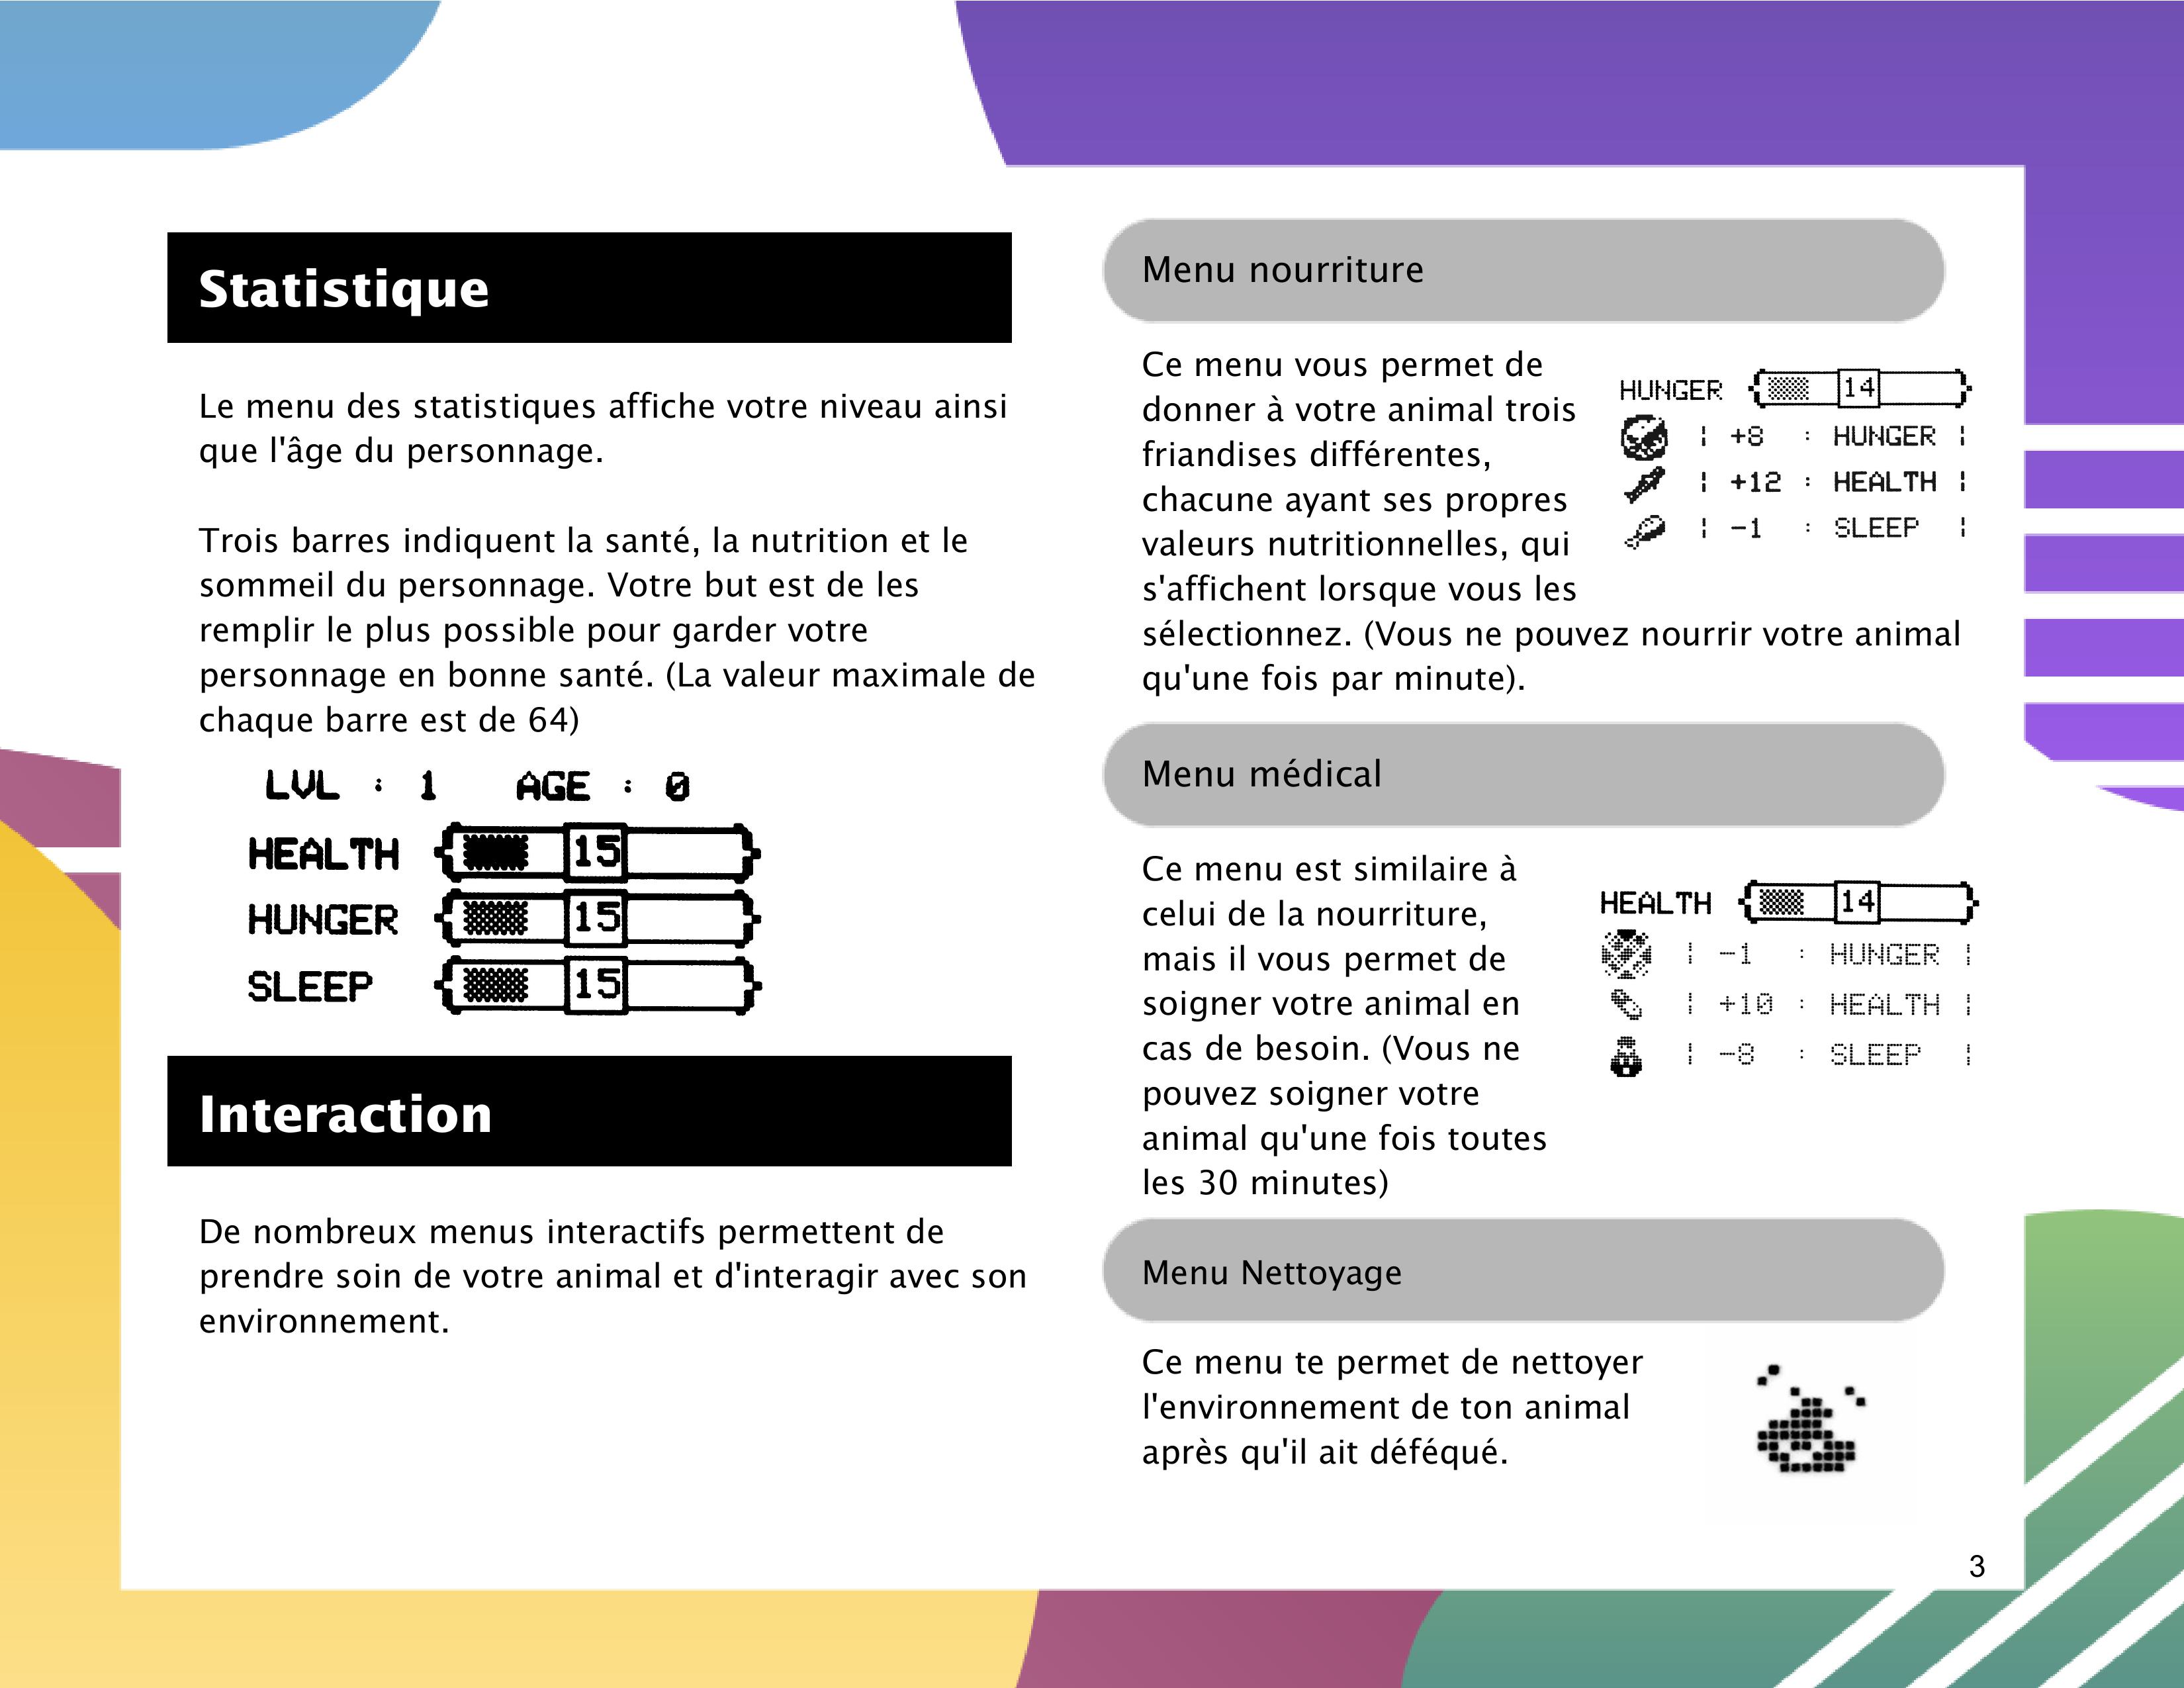 Statistique
Le menu des statistiques affiche votre niveau ainsi
que l'âge du personnage.
Trois barres indiquent la santé, la nutrition et le
sommeil du personnage. Votre but est de les
remplir le plus possible pour garder votre
personnage en bonne santé. (La valeur maximale de
chaque barre est de 64)
LVL : 1 AGE : 0
HEALTH 15
HUNGER 15
SLEEP 15
Interaction
De nombreux menus interactifs permettent de
prendre soin de votre animal et d'interagir avec son
environnement.
Menu nourriture
Ce menu vous permet de
donner à votre animal trois
friandises différentes,
chacune ayant ses propres
valeurs nutritionnelles, qui
s'affichent lorsque vous les
sélectionnez. (Vous ne pouvez nourrir votre animal
qu'une fois par minute).
HUNGER 14
¦ +8 : HUNGER ¦
¦ +12 : HEALTH ¦
¦ -1 : SLEEP ¦
Menu médical
Ce menu est similaire à
celui de la nourriture,
mais il vous permet de
soigner votre animal en
cas de besoin. (Vous ne
pouvez soigner votre
animal qu'une fois toutes
les 30 minutes)
HEALTH 14
¦ -1 : HUNGER ¦
¦ +10 : HEALTH ¦
¦ -8 : SLEEP ¦
Menu Nettoyage
Ce menu te permet de nettoyer
l'environnement de ton animal
après qu'il ait déféqué.
3